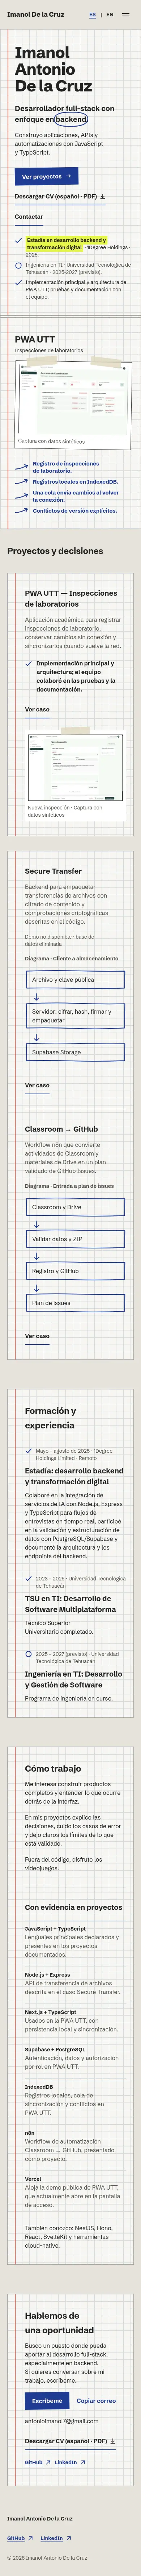 Imanol De la Cruz
ES | EN
Imanol
Antonio
De la Cruz
Desarrollador full-stack con
enfoque en backend.
Construyo aplicaciones, APIs y
automatizaciones con JavaScript
y TypeScript.
Ver proyectos →
Descargar CV (español · PDF)
Contactar
Estadía en desarrollo backend y
transformación digital · 1Degree Holdings ·
2025.
Ingeniería en TI · Universidad Tecnológica de
Tehuacán · 2025-2027 (previsto).
Implementación principal y arquitectura de
PWA UTT; pruebas y documentación con
el equipo.
PWA UTT
Inspecciones de laboratorios
Captura con datos sintéticos
Registro de inspecciones
de laboratorio.
Registros locales en IndexedDB.
Una cola envía cambios al volver
la conexión.
Conflictos de versión explícitos.
Proyectos y decisiones
PWA UTT — Inspecciones
de laboratorios
Aplicación académica para registrar
inspecciones de laboratorio,
conservar cambios sin conexión y
sincronizarlos cuando vuelve la red.
Implementación principal y
arquitectura; el equipo
colaboró en las pruebas y la
documentación.
Ver caso
Nueva inspección · Captura con
datos sintéticos
Secure Transfer
Backend para empaquetar
transferencias de archivos con
cifrado de contenido y
comprobaciones criptográficas
descritas en el código.
Demo no disponible · base de
datos eliminada
Diagrama · Cliente a almacenamiento
Archivo y clave pública
Servidor: cifrar, hash, firmar y
empaquetar
Supabase Storage
Ver caso
Classroom → GitHub
Workflow n8n que convierte
actividades de Classroom y
materiales de Drive en un plan
validado de GitHub Issues.
Diagrama · Entrada a plan de issues
Classroom y Drive
Validar datos y ZIP
Registro y GitHub
Plan de issues
Ver caso
Formación y
experiencia
Mayo – agosto de 2025 · 1Degree
Holdings Limited · Remoto
Estadía: desarrollo backend
y transformación digital
Colaboré en la integración de
servicios de IA con Node.js, Express
y TypeScript para flujos de
entrevistas en tiempo real, participé
en la validación y estructuración de
datos con PostgreSQL/Supabase y
documenté la arquitectura y los
endpoints del backend.
2023 – 2025 · Universidad Tecnológica
de Tehuacán
TSU en TI: Desarrollo de
Software Multiplataforma
Técnico Superior
Universitario completado.
2025 – 2027 (previsto) · Universidad
Tecnológica de Tehuacán
Ingeniería en TI: Desarrollo
y Gestión de Software
Programa de ingeniería en curso.
Cómo trabajo
Me interesa construir productos
completos y entender lo que ocurre
detrás de la interfaz.
En mis proyectos explico las
decisiones, cuido los casos de error
y dejo claros los límites de lo que
está validado.
Fuera del código, disfruto los
videojuegos.
Con evidencia en proyectos
JavaScript + TypeScript
Lenguajes principales declarados y
presentes en los proyectos
documentados.
Node.js + Express
API de transferencia de archivos
descrita en el caso Secure Transfer.
Next.js + TypeScript
Usados en la PWA UTT, con
persistencia local y sincronización.
Supabase + PostgreSQL
Autenticación, datos y autorización
por rol en PWA UTT.
IndexedDB
Registros locales, cola de
sincronización y conflictos en
PWA UTT.
n8n
Workflow de automatización
Classroom → GitHub, presentado
como proyecto.
Vercel
Aloja la demo pública de PWA UTT,
que actualmente abre en la pantalla
de acceso.
También conozco: NestJS, Hono,
React, SvelteKit y herramientas
cloud-native.
Hablemos de
una oportunidad
Busco un puesto donde pueda
aportar al desarrollo full-stack,
especialmente en backend.
Si quieres conversar sobre mi
trabajo, escríbeme.
Escríbeme
Copiar correo
antonioimanol7@gmail.com
Descargar CV (español · PDF)
GitHub ↗ LinkedIn ↗
Imanol Antonio De la Cruz
GitHub ↗ LinkedIn ↗
© 2026 Imanol Antonio De la Cruz